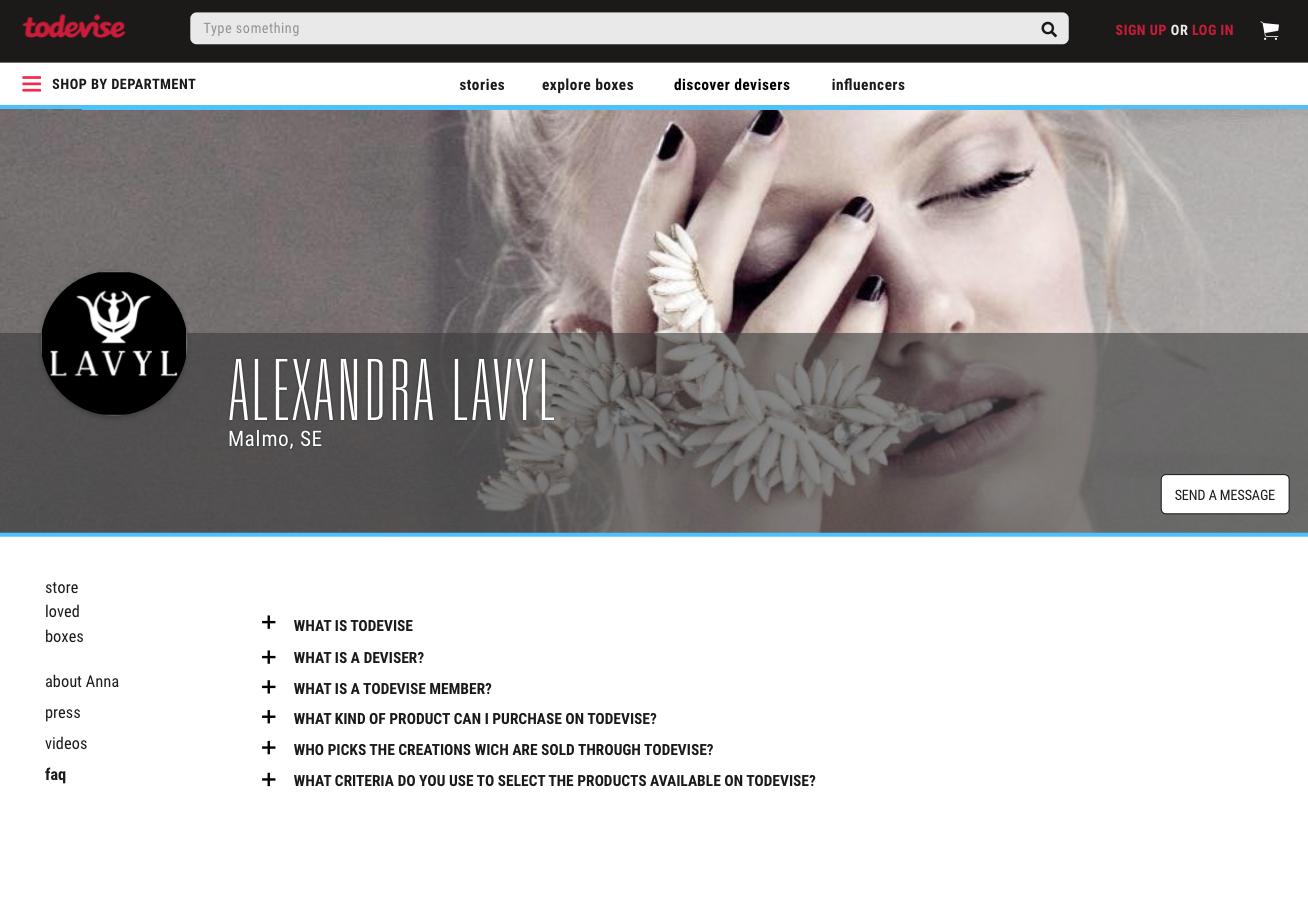 todevise
Type something
SIGN UP OR LOG IN
SHOP BY DEPARTMENT
stories
explore boxes
discover devisers
influencers
LAVYL
ALEXANDRA LAVYL
Malmo, SE
SEND A MESSAGE
store
loved
boxes
about Anna
press
videos
faq
WHAT IS TODEVISE
WHAT IS A DEVISER?
WHAT IS A TODEVISE MEMBER?
WHAT KIND OF PRODUCT CAN I PURCHASE ON TODEVISE?
WHO PICKS THE CREATIONS WICH ARE SOLD THROUGH TODEVISE?
WHAT CRITERIA DO YOU USE TO SELECT THE PRODUCTS AVAILABLE ON TODEVISE?